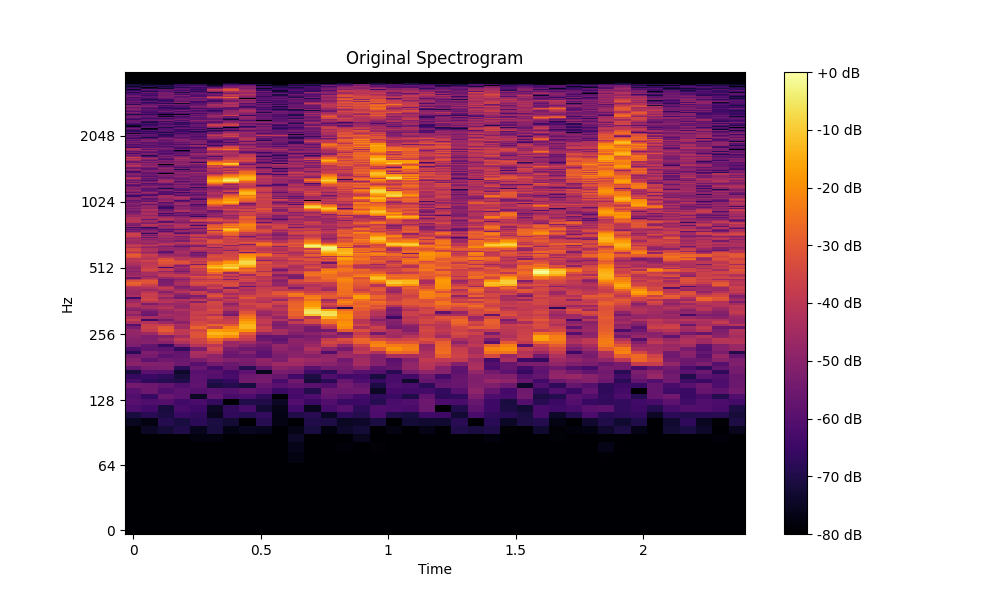 Original Spectrogram
Hz
2048
1024
512
256
128
64
0
0
0.5
1
1.5
2
Time
+0 dB
-10 dB
-20 dB
-30 dB
-40 dB
-50 dB
-60 dB
-70 dB
-80 dB